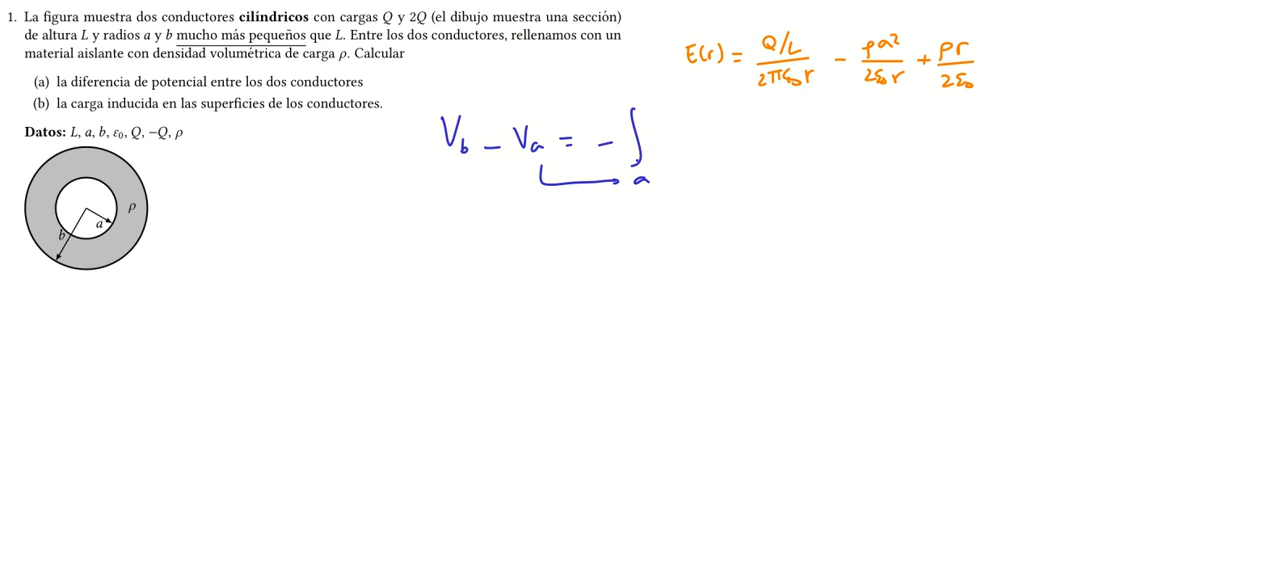 1. La figura muestra dos conductores cilíndricos con cargas Q y 2Q (el dibujo muestra una sección)
de altura L y radios a y b mucho más pequeños que L. Entre los dos conductores, rellenamos con un
material aislante con densidad volumétrica de carga ρ. Calcular
(a) la diferencia de potencial entre los dos conductores
(b) la carga inducida en las superficies de los conductores.
Datos: L, a, b, ε₀, Q, −Q, ρ
ρ
a
b
E(r) = (Q/L)/(2πε₀r) − ρa²/(2ε₀r) + ρr/(2ε₀)
V_b − V_a = − ∫_a